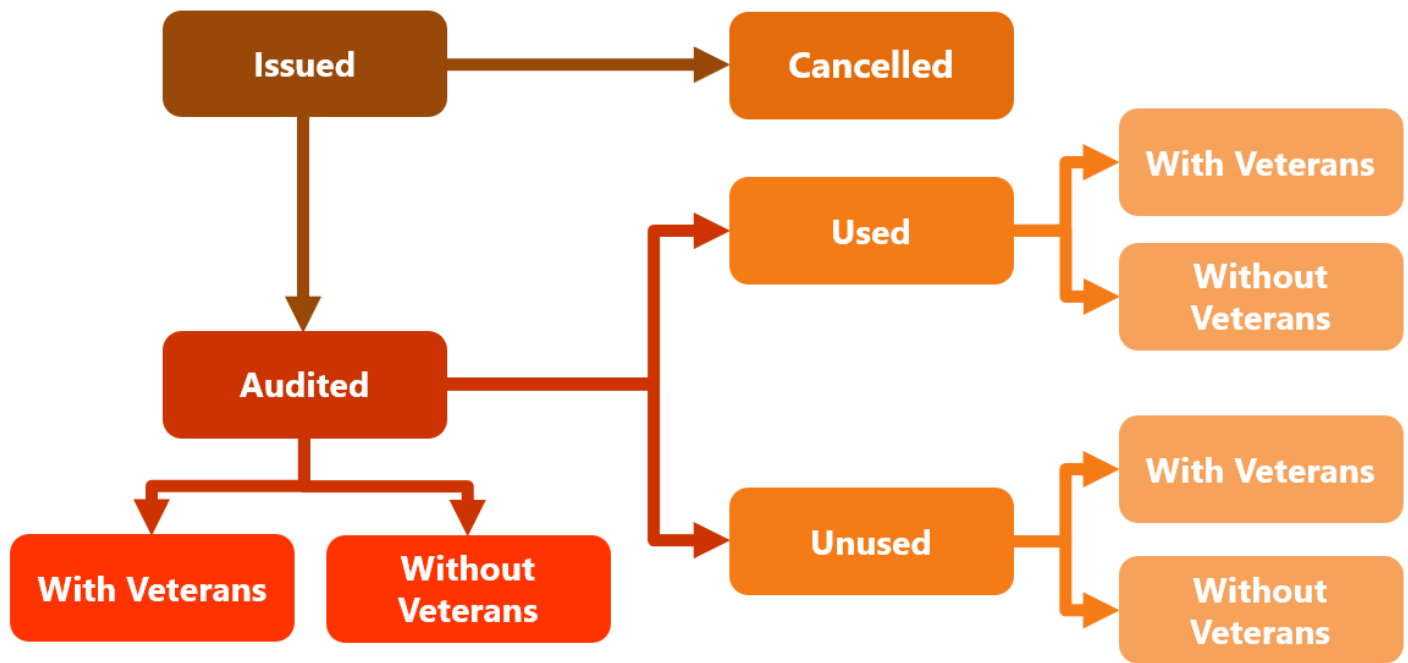 Issued
Cancelled
With Veterans
Used
Without
Veterans
Audited
With Veterans
Unused
With Veterans
Without
Veterans
Without
Veterans